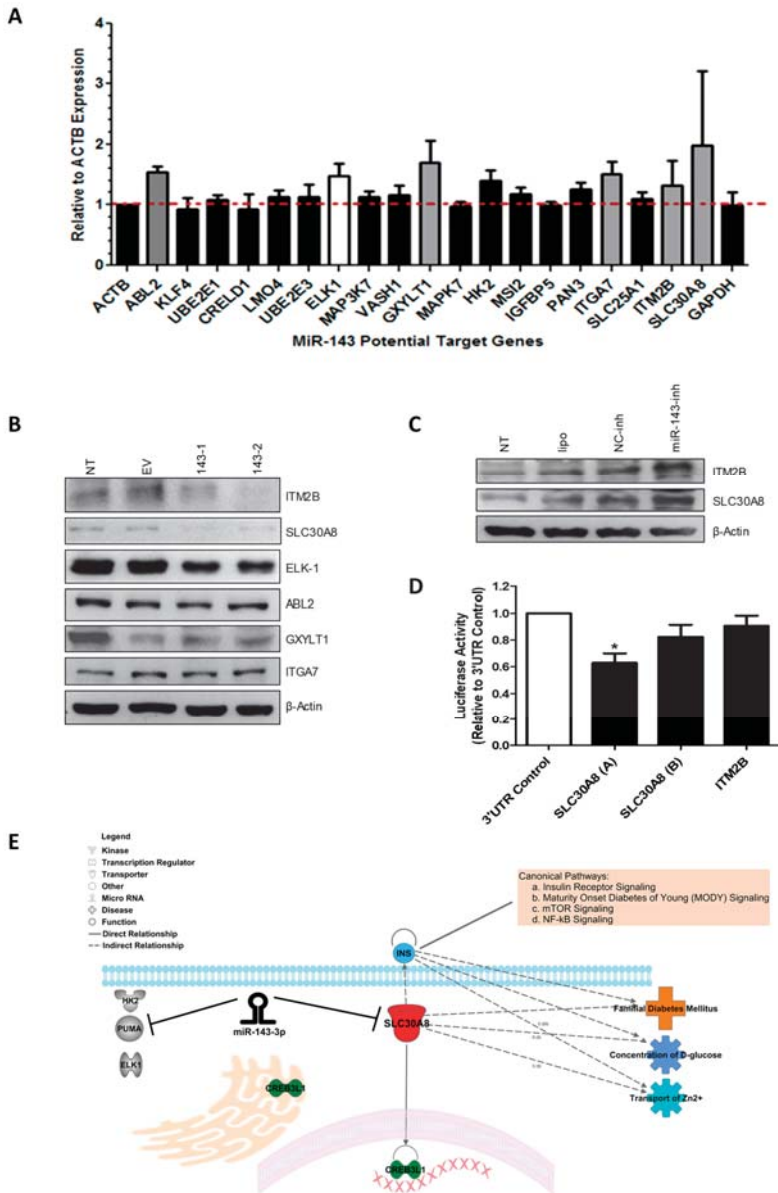 A
Relative to ACTB Expression
4
3
2
1
0
ACTB
ABL2
KLF4
UBE2E1
CRELD1
LMO4
UBE2E3
ELK1
MAP3K7
VASH1
GXYLT1
MAPK7
HK2
MSI2
IGFBP5
PAN3
ITGA7
SLC25A1
ITM2B
SLC30A8
GAPDH
MiR-143 Potential Target Genes
B
NT
EV
143-1
143-2
ITM2B
SLC30A8
ELK-1
ABL2
GXYLT1
ITGA7
β-Actin
C
NT
lipo
NC-inh
miR-143-inh
ITM2B
SLC30A8
β-Actin
D
Luciferase Activity
(Relative to 3'UTR Control)
1.2
1.0
0.8
0.6
0.4
0.2
0.0
*
3'UTR Control
SLC30A8 (A)
SLC30A8 (B)
ITM2B
E
Legend
Kinase
Transcription Regulator
Transporter
Other
Micro RNA
Disease
Function
Direct Relationship
Indirect Relationship
Canonical Pathways:
a. Insulin Receptor Signaling
b. Maturity Onset Diabetes of Young (MODY) Signaling
c. mTOR Signaling
d. NF-kB Signaling
INS
HK2
PUMA
ELK1
miR-143-3p
SLC30A8
CREB3L1
CREB3L1
Familial Diabetes Mellitus
Concentration of D-glucose
Transport of Zn2+